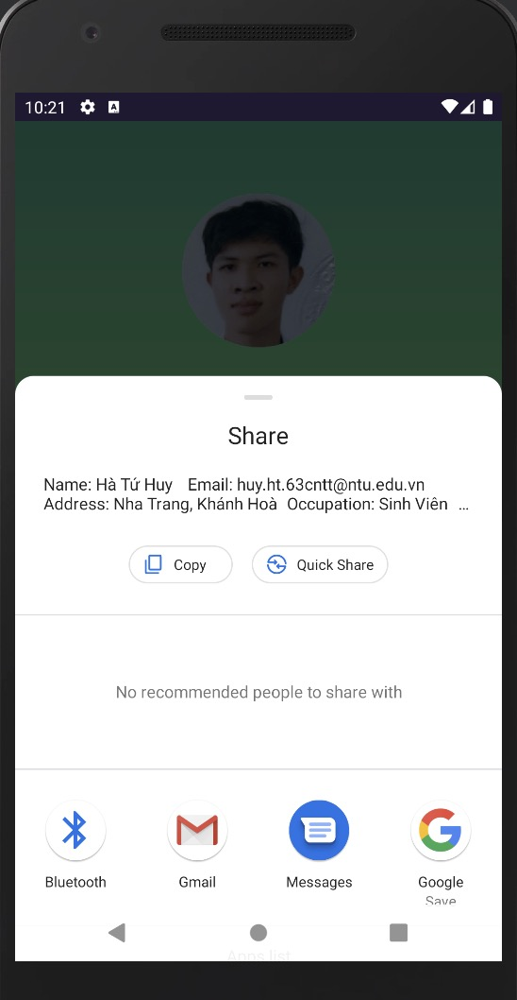 10:21
Share
Name: Hà Tứ Huy Email: huy.ht.63cntt@ntu.edu.vn
Address: Nha Trang, Khánh Hoà Occupation: Sinh Viên ...
Copy Quick Share
No recommended people to share with
Bluetooth Gmail Messages Google
Save
Apps list